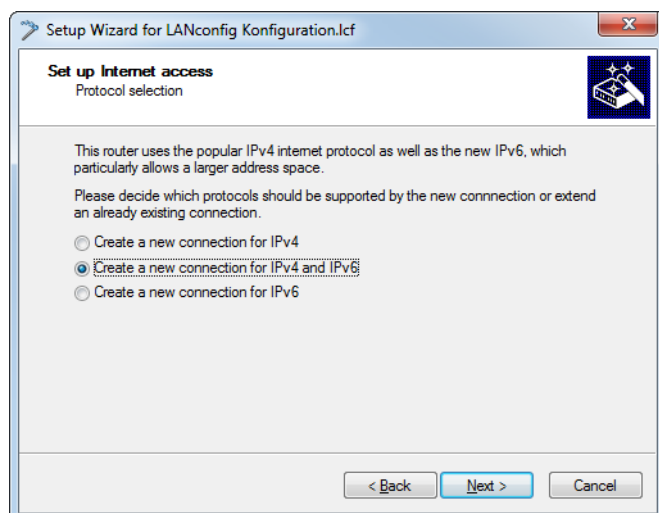 Setup Wizard for LANconfig Konfiguration.lcf
Set up Internet access
Protocol selection
This router uses the popular IPv4 internet protocol as well as the new IPv6, which
particularly allows a larger address space.
Please decide which protocols should be supported by the new connnection or extend
an already existing connection.
Create a new connection for IPv4
Create a new connection for IPv4 and IPv6
Create a new connection for IPv6
< Back
Next >
Cancel